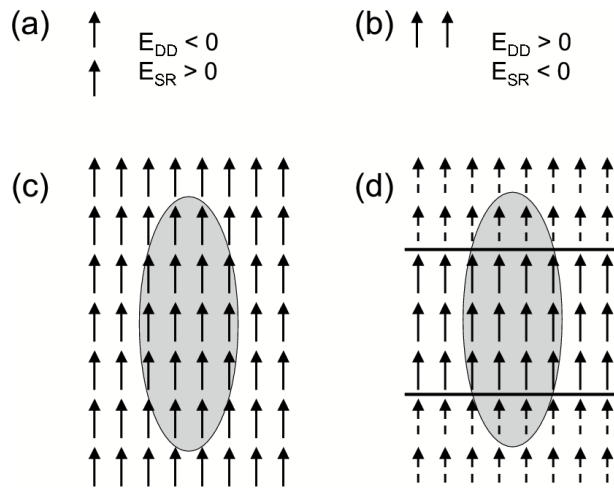 (a)
E_DD < 0
E_SR > 0
(b)
E_DD > 0
E_SR < 0
(c)
(d)